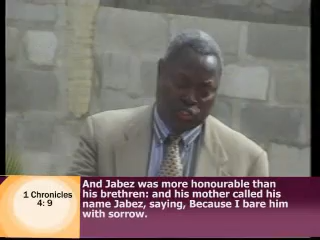 1 Chronicles
4: 9
And Jabez was more honourable than
his brethren: and his mother called his
name Jabez, saying, Because I bare him
with sorrow.